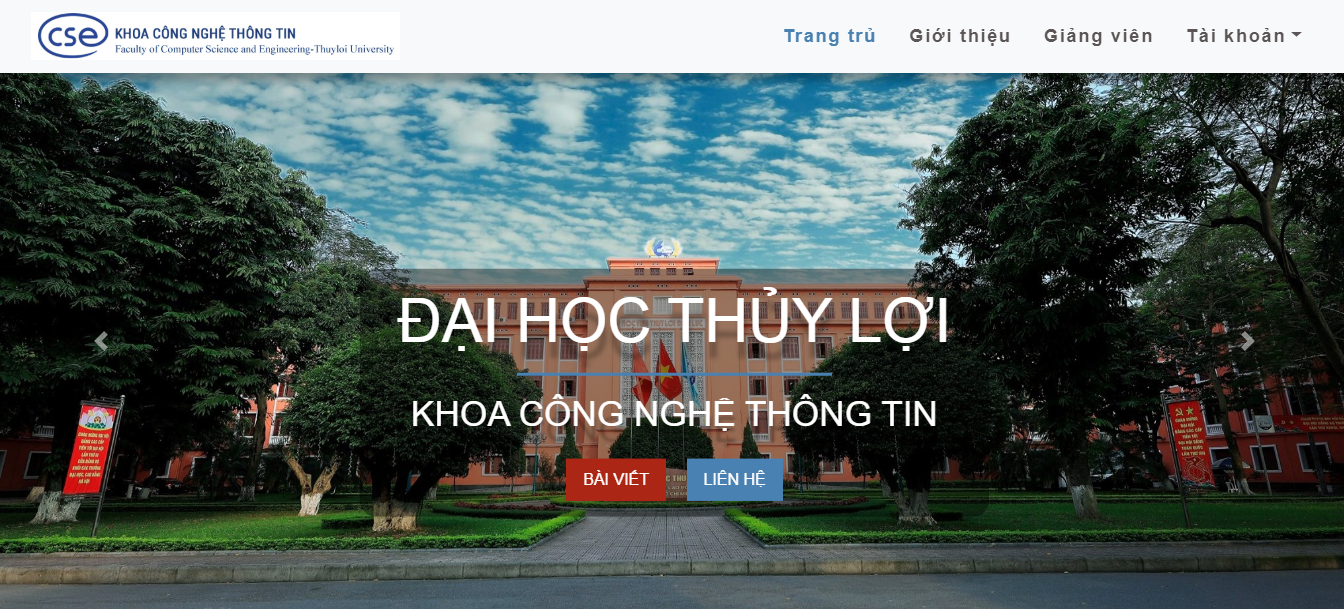 cse
KHOA CÔNG NGHỆ THÔNG TIN
Faculty of Computer Science and Engineering-Thuyloi University
Trang trủ
Giới thiệu
Giảng viên
Tài khoản
ĐẠI HỌC THỦY LỢI
KHOA CÔNG NGHỆ THÔNG TIN
BÀI VIẾT
LIÊN HỆ